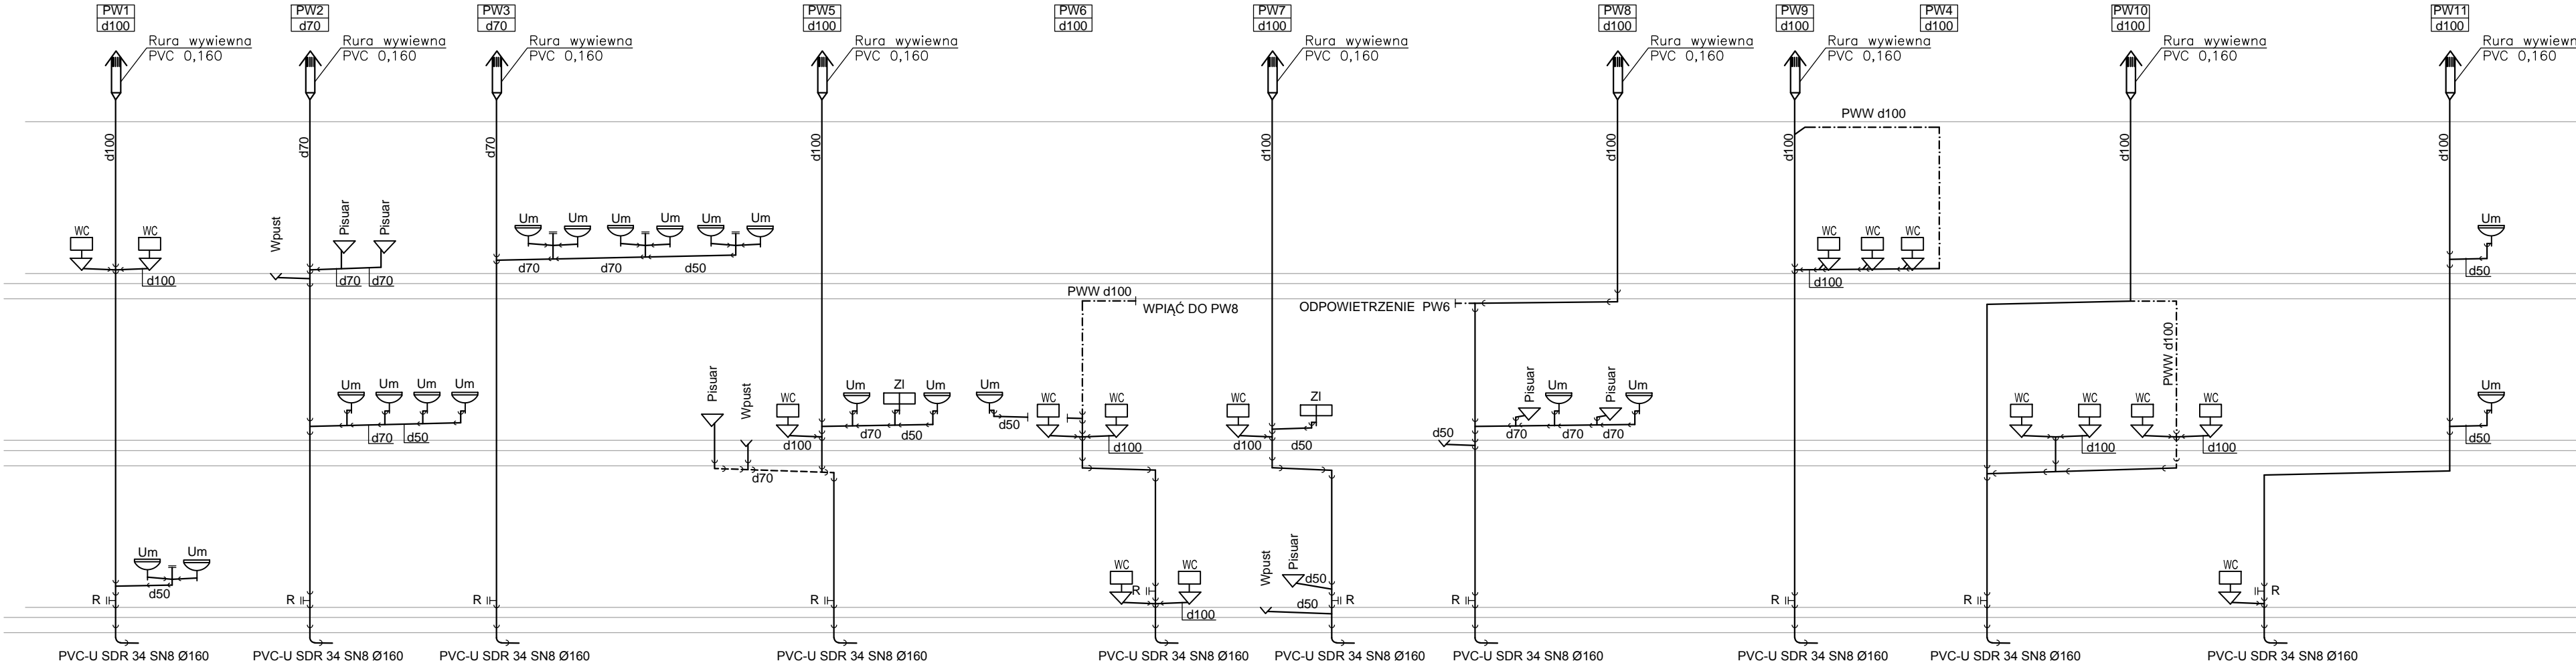 PW1
d100
PW2
d70
PW3
d70
PW5
d100
PW6
d100
PW7
d100
PW8
d100
PW9
d100
PW4
d100
PW10
d100
PW11
d100
Rura wywiewna
PVC 0,160
Rura wywiewna
PVC 0,160
Rura wywiewna
PVC 0,160
Rura wywiewna
PVC 0,160
Rura wywiewna
PVC 0,160
Rura wywiewna
PVC 0,160
Rura wywiewna
PVC 0,160
Rura wywiewna
PVC 0,160
Rura wywiewn
PVC 0,160
PWW d100
d100
d70
d70
d100
d100
d100
d100
d100
d100
WC
WC
d100
Wpust
Pisuar
Pisuar
d70
d70
Um
Um
Um
Um
Um
Um
d70
d70
d50
WC
WC
WC
d100
Um
d50
PWW d100
WPIĄĆ DO PW8
ODPOWIETRZENIE PW6
PWW d100
Um
Um
Um
Um
d70
d50
Pisuar
Wpust
WC
d100
d70
Um
Zl
Um
d70
d50
Um
d50
WC
WC
d100
WC
d100
Zl
d50
d50
Pisuar
Um
Pisuar
Um
d70
d70
d70
WC
WC
d100
WC
WC
d100
Um
d50
Um
Um
d50
WC
WC
d100
Wpust
Pisuar
d50
d50
WC
R
R
R
R
R
R
R
R
R
R
PVC-U SDR 34 SN8 Ø160
PVC-U SDR 34 SN8 Ø160
PVC-U SDR 34 SN8 Ø160
PVC-U SDR 34 SN8 Ø160
PVC-U SDR 34 SN8 Ø160
PVC-U SDR 34 SN8 Ø160
PVC-U SDR 34 SN8 Ø160
PVC-U SDR 34 SN8 Ø160
PVC-U SDR 34 SN8 Ø160
PVC-U SDR 34 SN8 Ø160